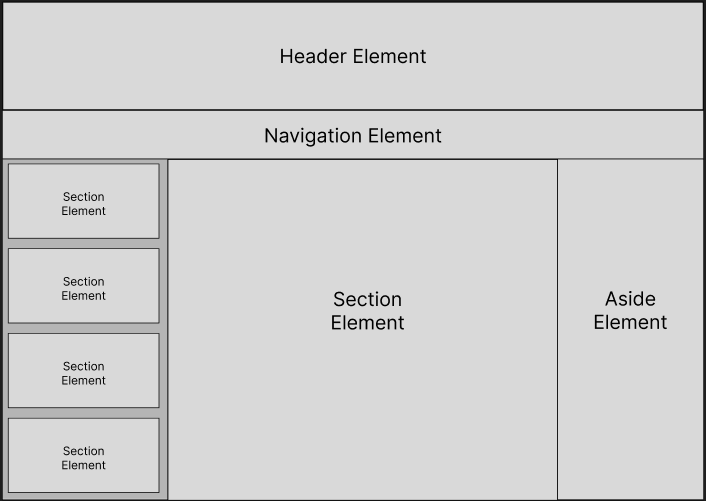 Header Element
Navigation Element
Section
Element
Section
Element
Section
Element
Section
Element
Section
Element
Aside
Element